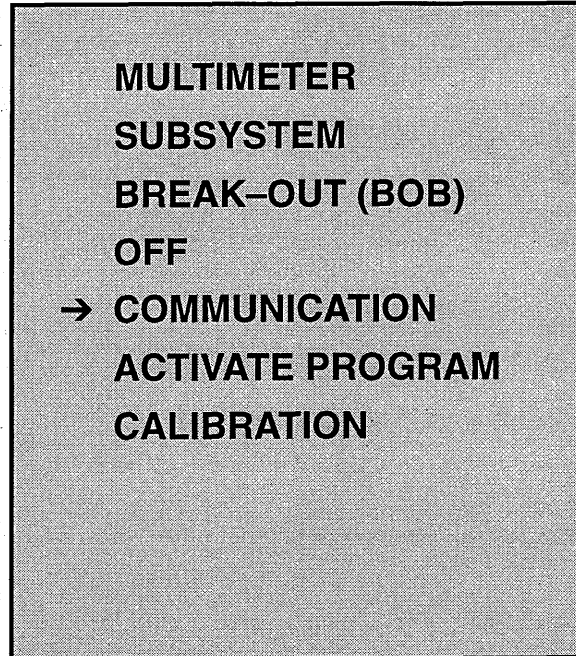 MULTIMETER
SUBSYSTEM
BREAK–OUT (BOB)
OFF
→ COMMUNICATION
ACTIVATE PROGRAM
CALIBRATION